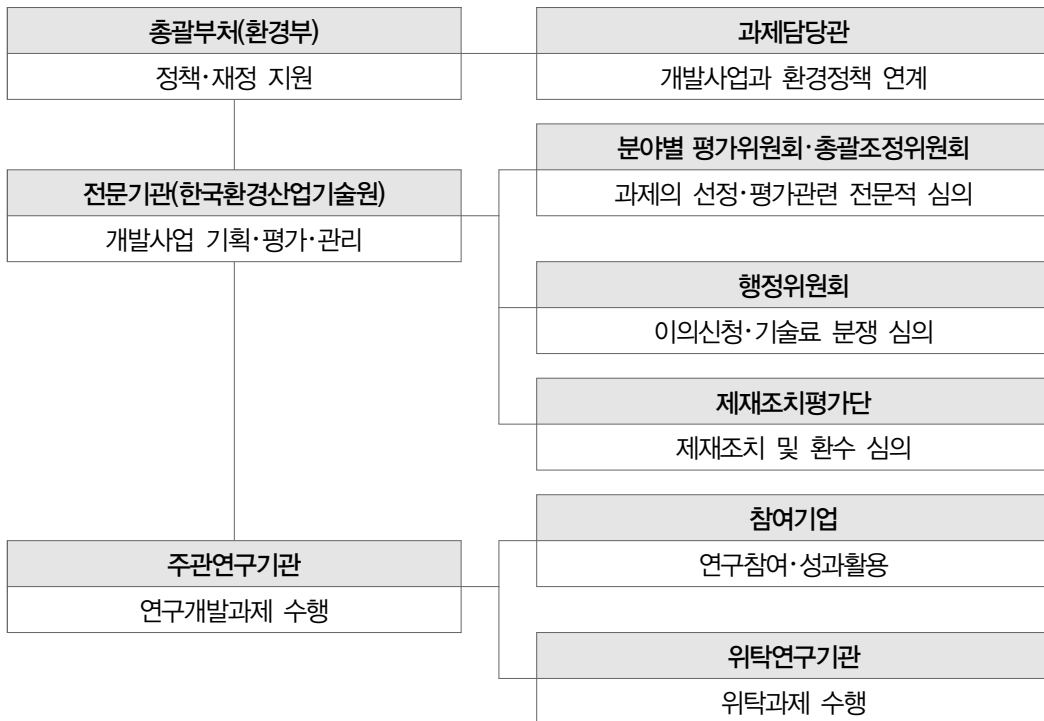 총괄부처(환경부)
정책·재정 지원
과제담당관
개발사업과 환경정책 연계
분야별 평가위원회·총괄조정위원회
과제의 선정·평가관련 전문적 심의
전문기관(한국환경산업기술원)
개발사업 기획·평가·관리
행정위원회
이의신청·기술료 분쟁 심의
제재조치평가단
제재조치 및 환수 심의
참여기업
연구참여·성과활용
주관연구기관
연구개발과제 수행
위탁연구기관
위탁과제 수행